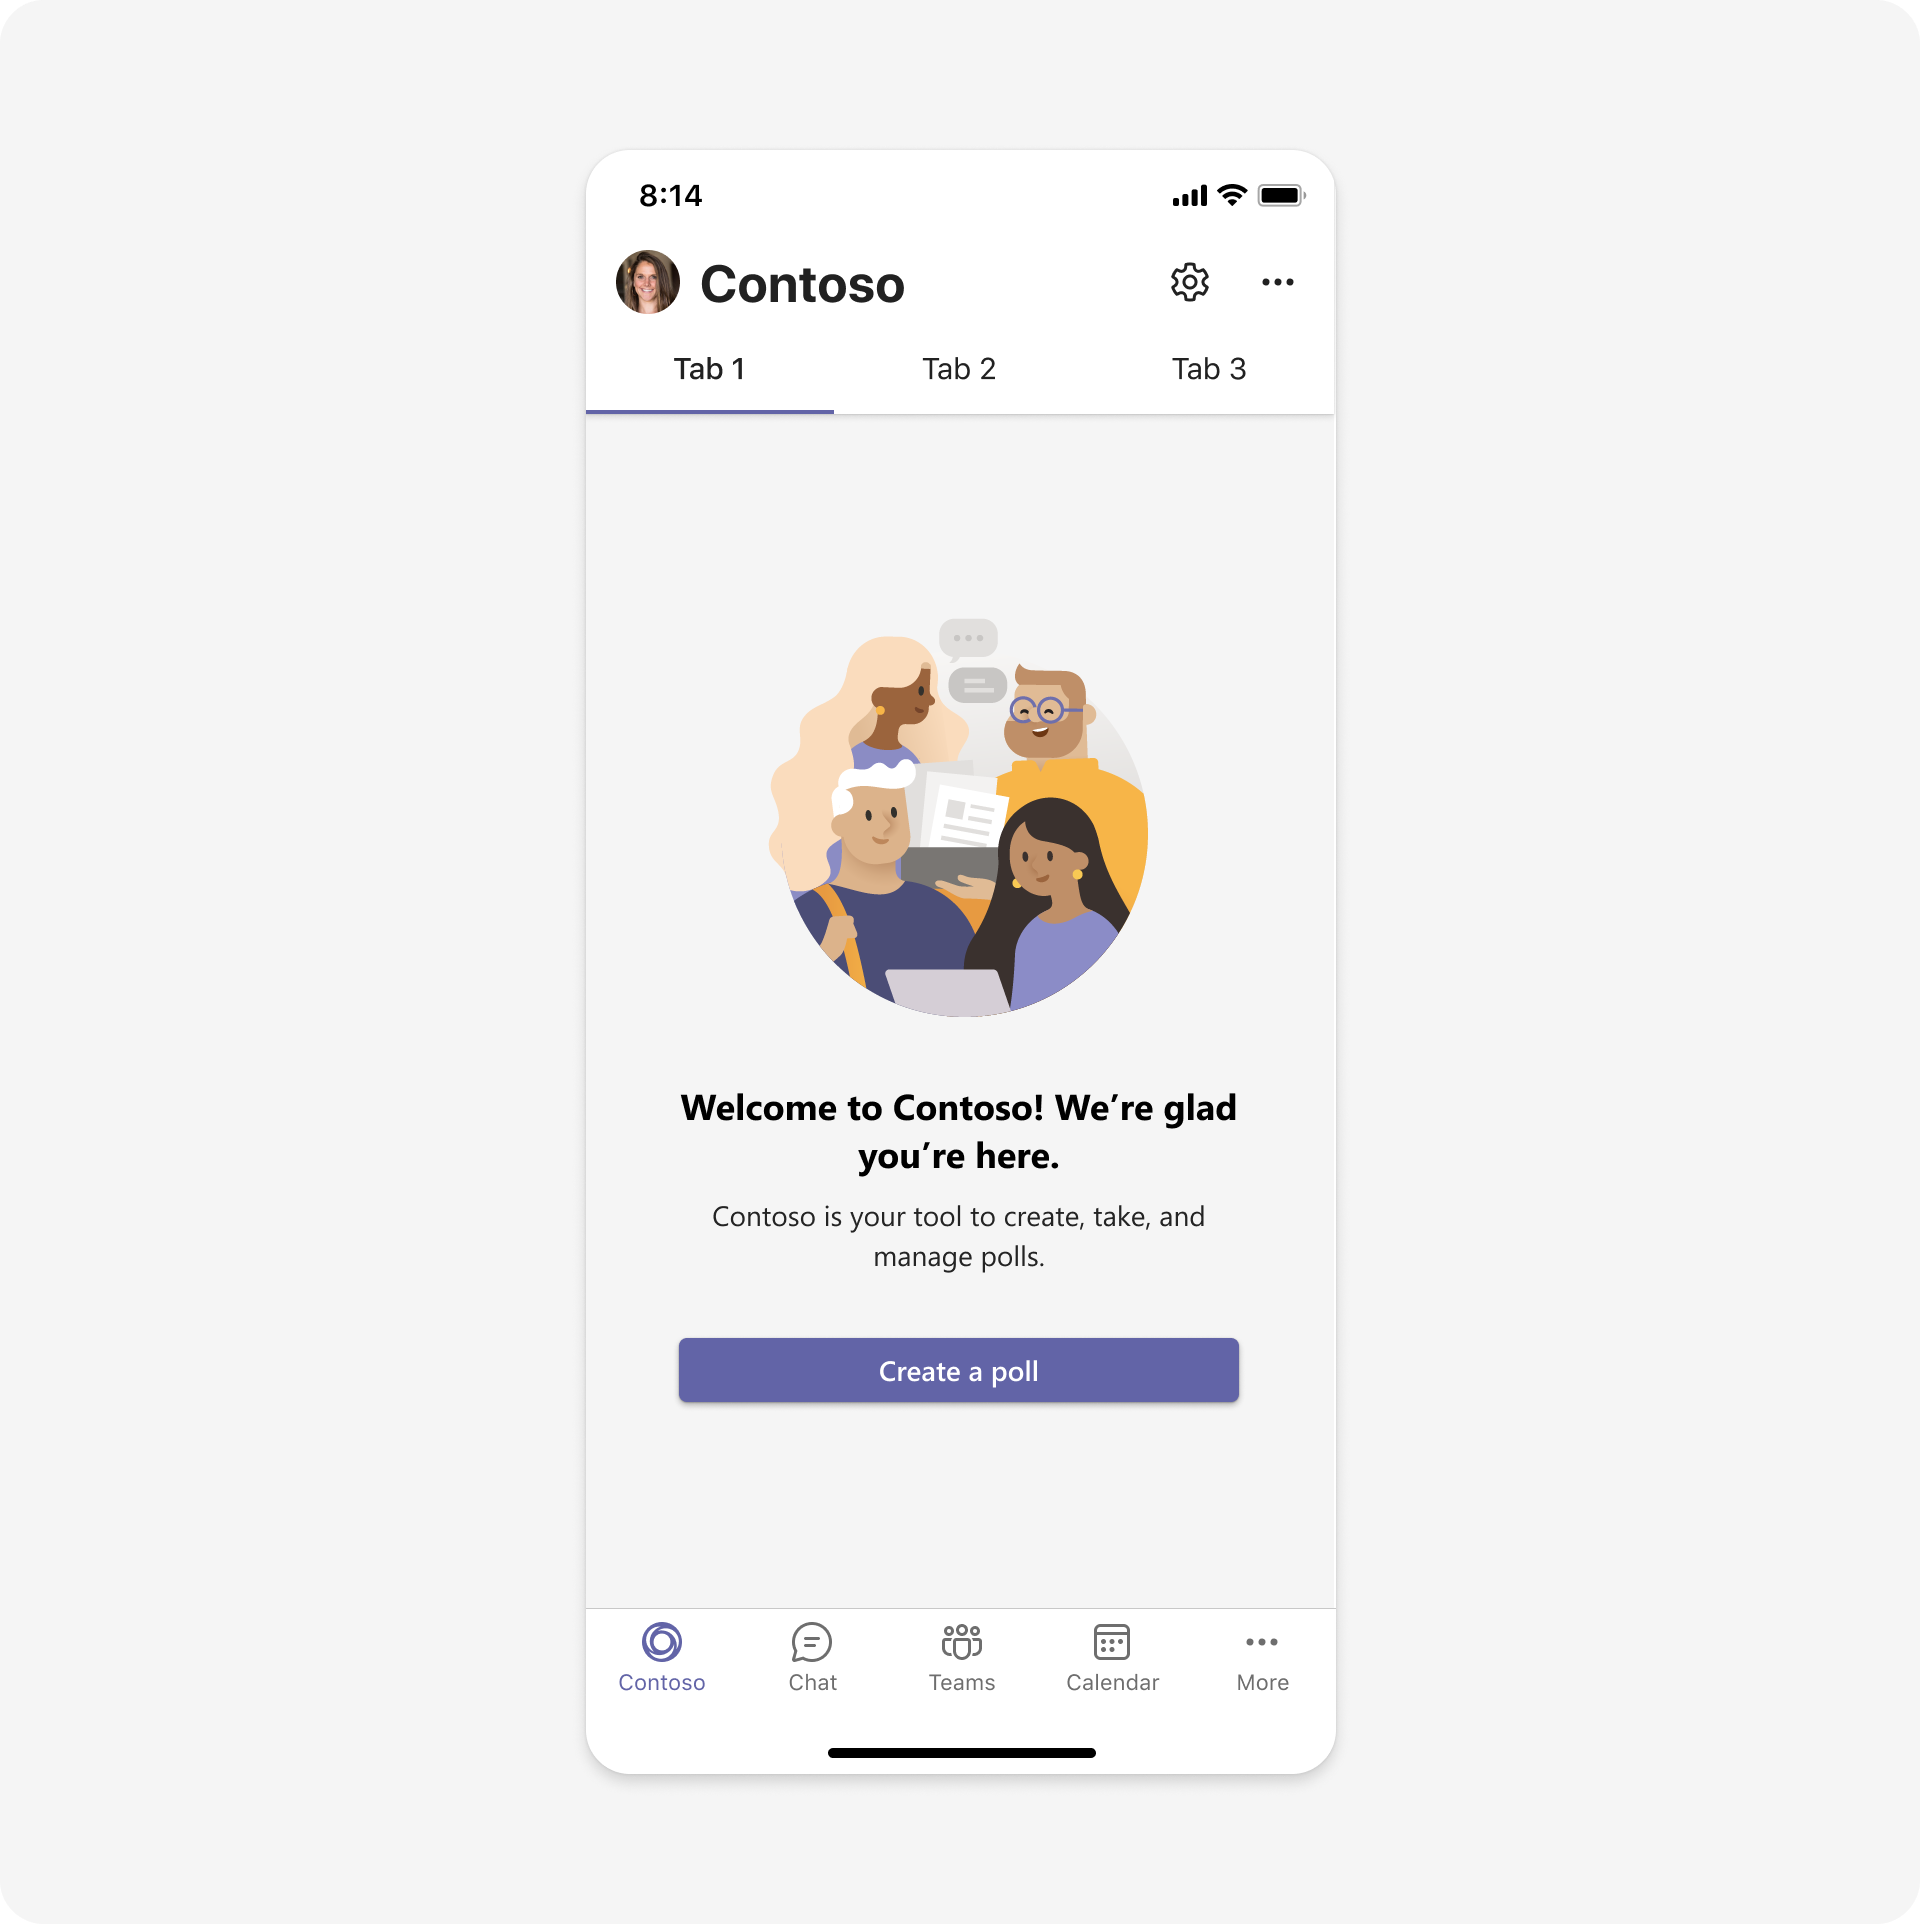 8:14
Contoso
Tab 1
Tab 2
Tab 3
Welcome to Contoso! We’re glad
you’re here.
Contoso is your tool to create, take, and
manage polls.
Create a poll
Contoso
Chat
Teams
Calendar
More